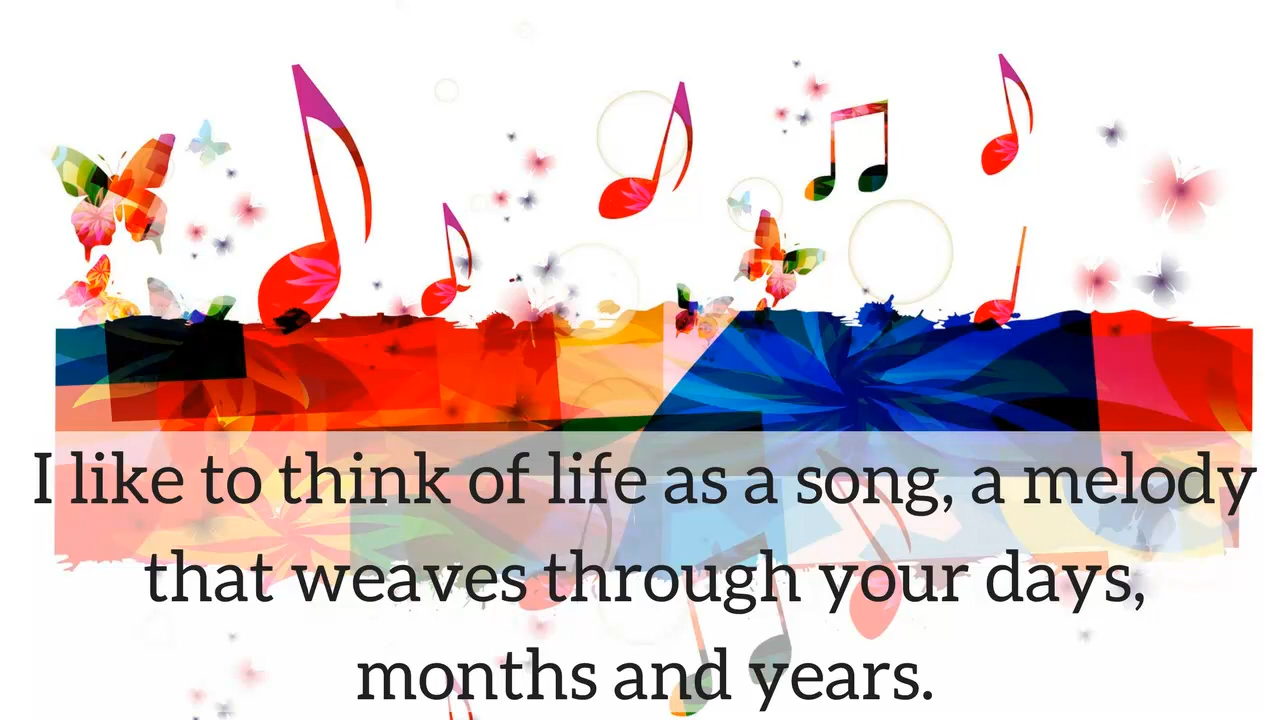 I like to think of life as a song, a melody
that weaves through your days,
months and years.